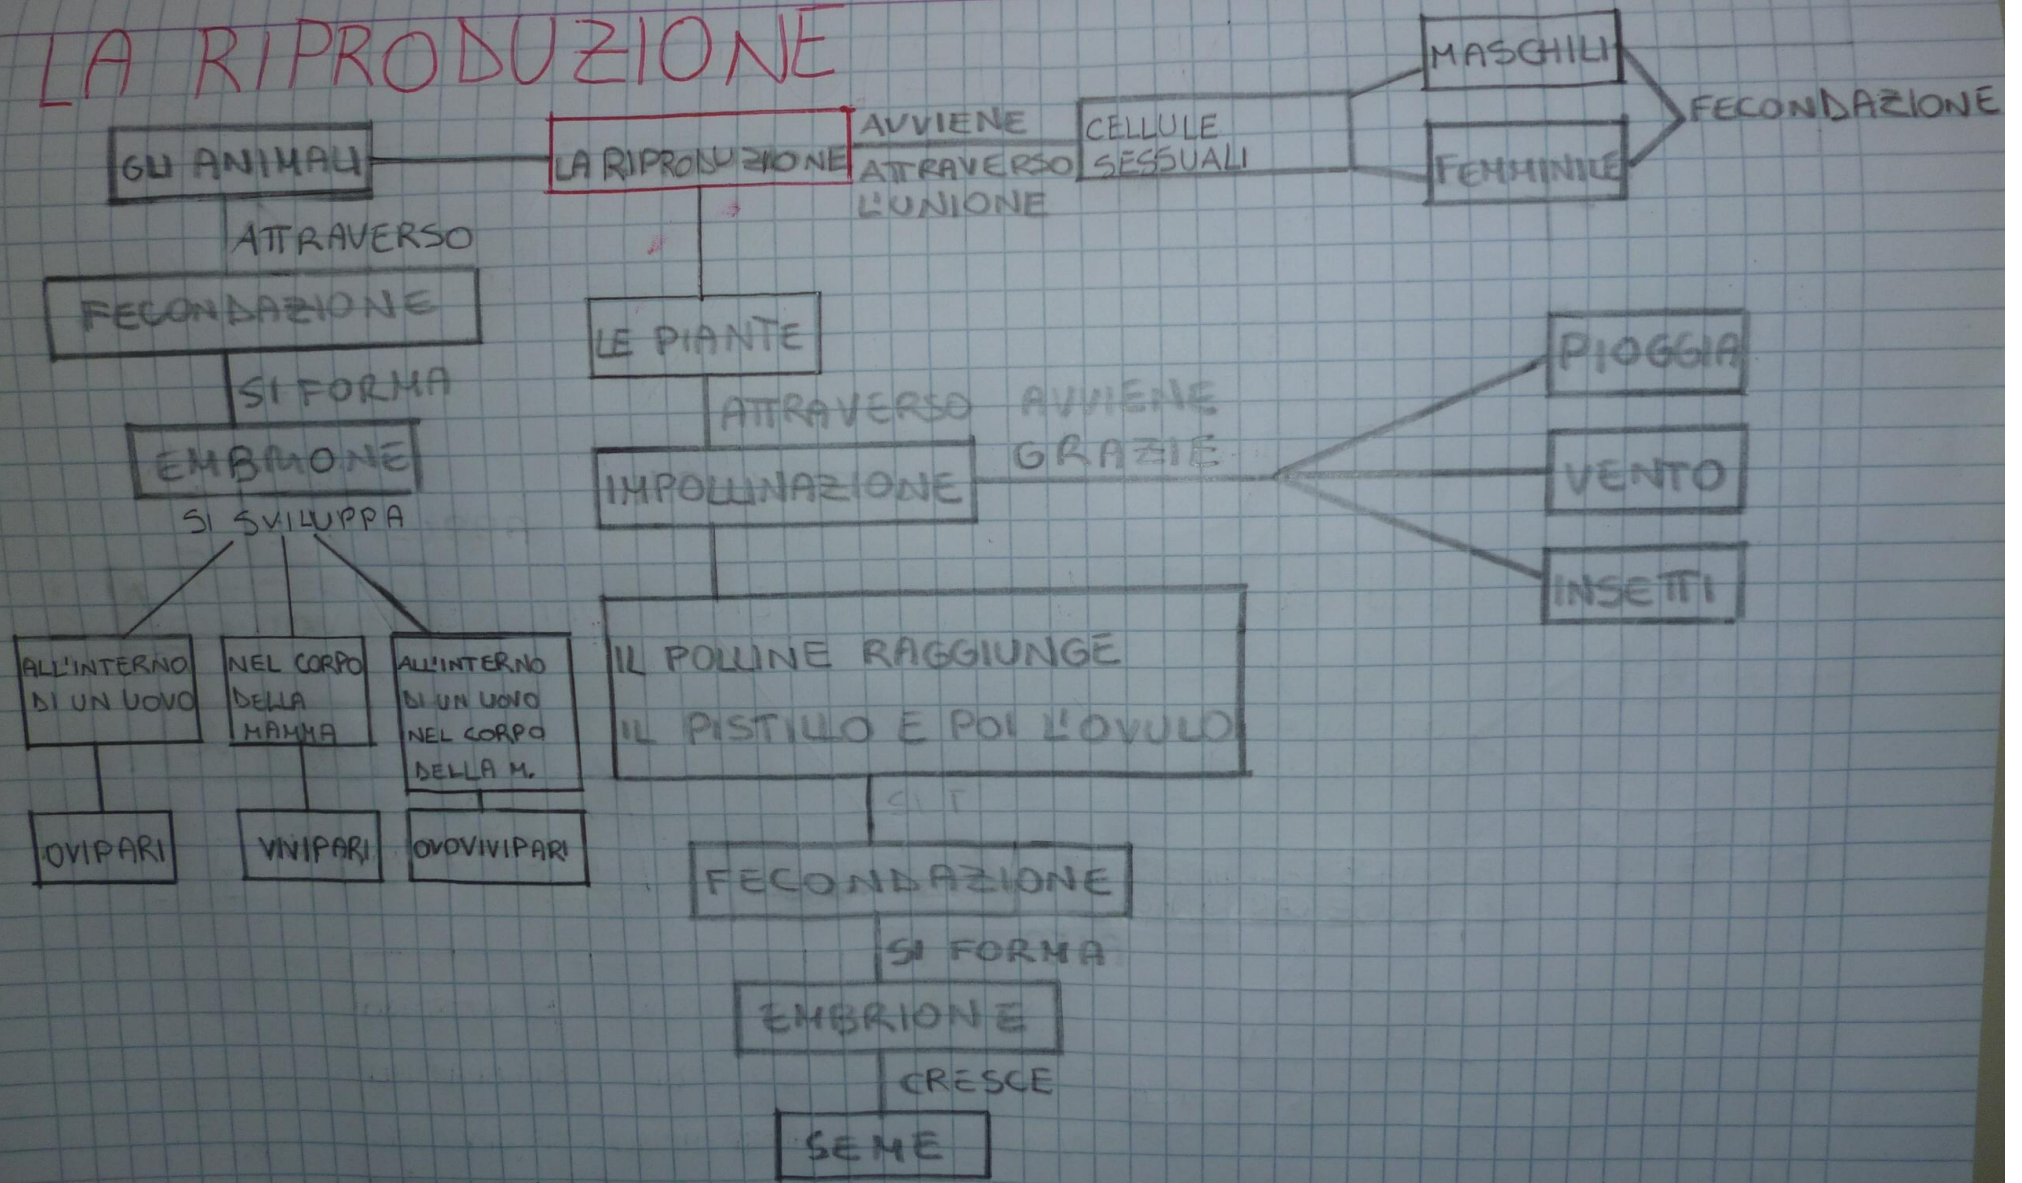 LA RIPRODUZIONE
GLI ANIMALI
LA RIPRODUZIONE
AVVIENE
ATTRAVERSO
L'UNIONE
CELLULE
SESSUALI
MASCHILI
FEMMINILE
FECONDAZIONE
ATTRAVERSO
FECONDAZIONE
SI FORMA
EMBRIONE
SI SVILUPPA
ALL'INTERNO
DI UN UOVO
NEL CORPO
DELLA
MAMMA
ALL'INTERNO
DI UN UOVO
NEL CORPO
DELLA M.
OVIPARI
VIVIPARI
OVOVIVIPARI
LE PIANTE
ATTRAVERSO
IMPOLLINAZIONE
AVVIENE
GRAZIE
PIOGGIA
VENTO
INSETTI
IL POLLINE RAGGIUNGE
IL PISTILLO E POI L'OVULO
FECONDAZIONE
SI FORMA
EMBRIONE
CRESCE
SEME